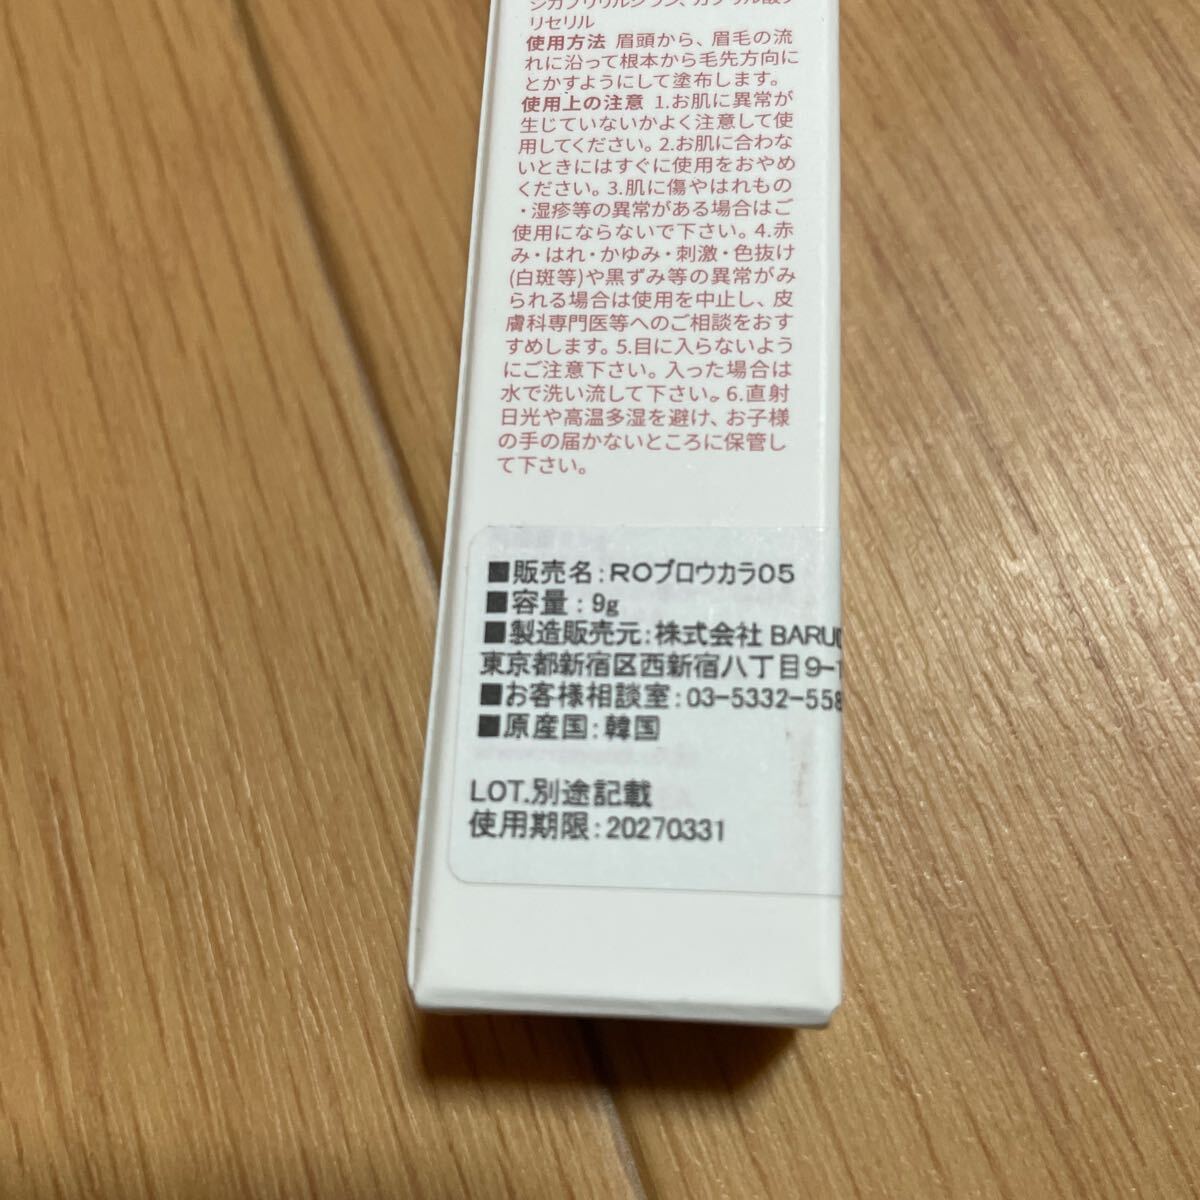 リセリル
使用方法 眉頭から、眉毛の流
れに沿って根本から毛先方向に
とかすようにして塗布します。
使用上の注意 1.お肌に異常が
生じていないかよく注意して使
用してください。2.お肌に合わな
いときにはすぐに使用をおやめ
ください。3.肌に傷やはれもの
・湿疹等の異常がある場合はご
使用にならないで下さい。4.赤
み・はれ・かゆみ・刺激・色抜け
(白斑等)や黒ずみ等の異常がみ
られる場合は使用を中止し、皮
膚科専門医等へのご相談をおす
すめします。5.目に入らないよう
にご注意下さい。入った場合は
水で洗い流して下さい。6.直射
日光や高温多湿を避け、お子様
の手の届かないところに保管し
て下さい。
■販売名:ROブロウカラ05
■容量:9g
■製造販売元:株式会社 BARU
東京都新宿区西新宿八丁目9-1
■お客様相談室:03-5332-558
■原産国:韓国
LOT.別途記載
使用期限:20270331